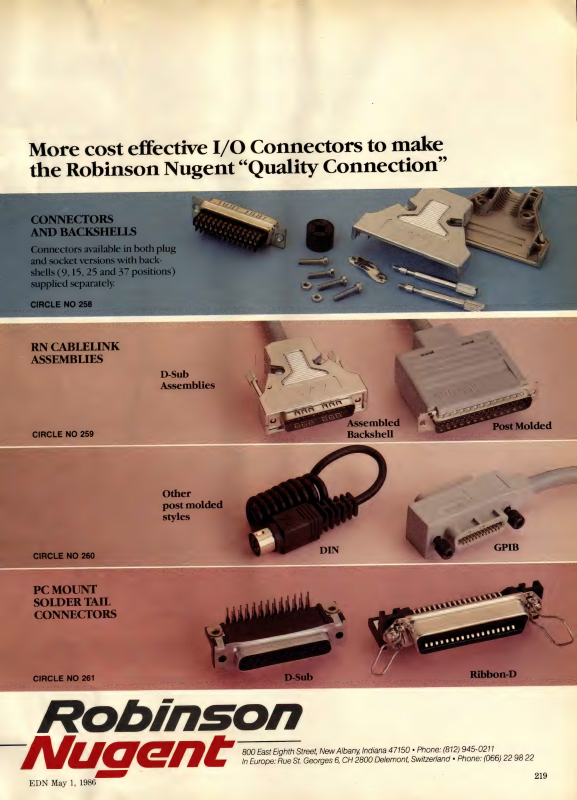 More cost effective I/O Connectors to make
the Robinson Nugent “Quality Connection”
CONNECTORS
AND BACKSHELLS
Connectors available in both plug
and socket versions with back-
shells (9, 15, 25 and 37 positions)
supplied separately.
CIRCLE NO 258
RN CABLELINK
ASSEMBLIES
D-Sub
Assemblies
Assembled
Backshell
Post Molded
CIRCLE NO 259
Other
post molded
styles
DIN
GPIB
CIRCLE NO 260
PC MOUNT
SOLDER TAIL
CONNECTORS
D-Sub
Ribbon-D
CIRCLE NO 261
Robinson
Nugent
800 East Eighth Street, New Albany, Indiana 47150 • Phone: (812) 945-0211
In Europe: Rue St. Georges 6, CH 2800 Delemont, Switzerland • Phone: (066) 22 98 22
EDN May 1, 1986
219